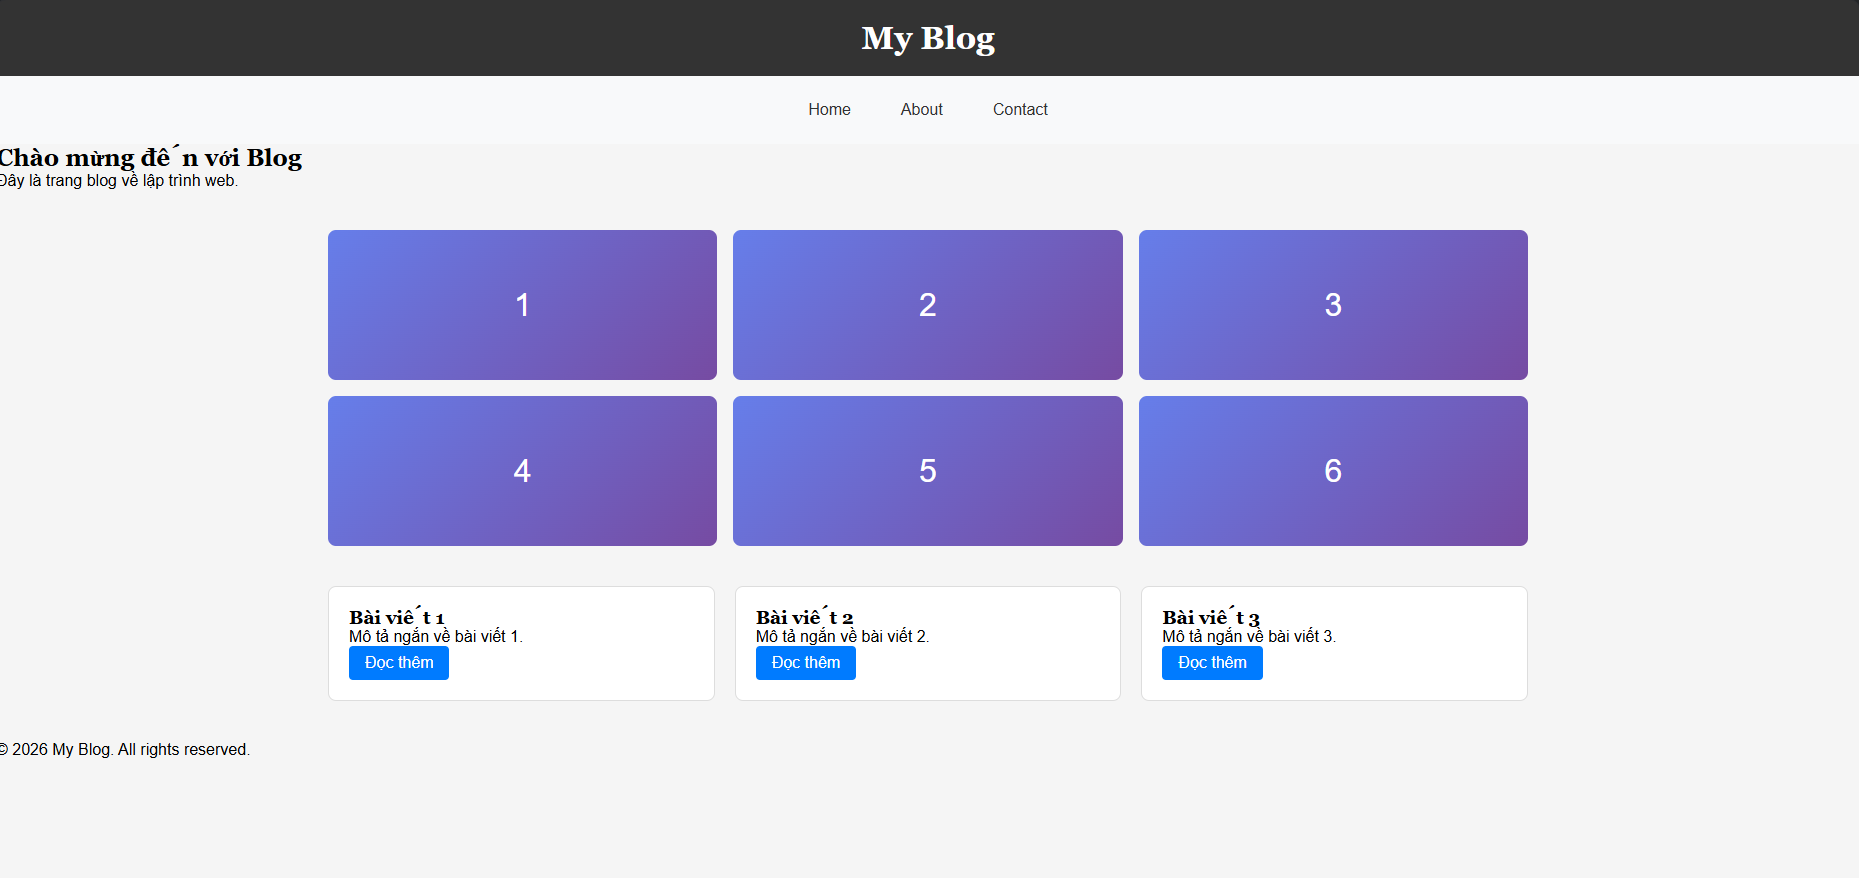 My Blog
Home About Contact
Chào mừng đến với Blog
Đây là trang blog về lập trình web.
1 2 3
4 5 6
Bài viết 1 Bài viết 2 Bài viết 3
Mô tả ngắn về bài viết 1. Mô tả ngắn về bài viết 2. Mô tả ngắn về bài viết 3.
Đọc thêm Đọc thêm Đọc thêm
© 2026 My Blog. All rights reserved.